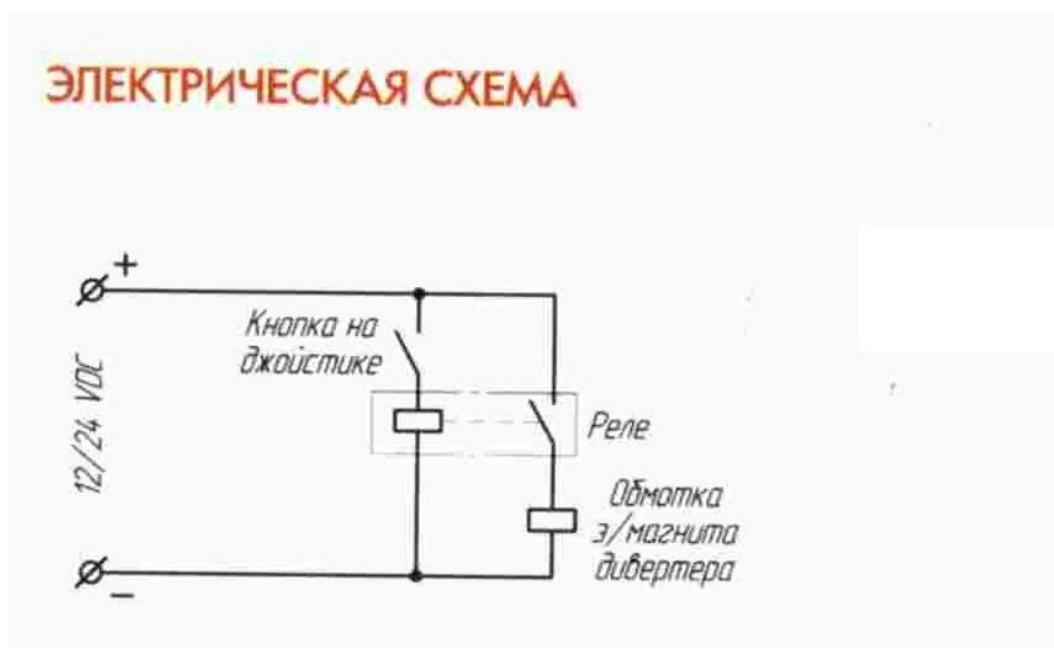 ЭЛЕКТРИЧЕСКАЯ СХЕМА
+
Кнопка на
джойстике
12/24 VDC
Реле
Обмотка
э/магнита
дивертера
−